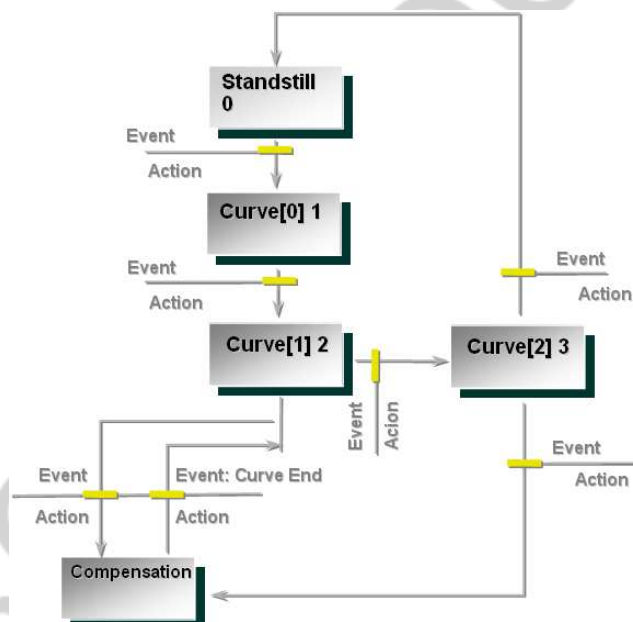 Standstill
0
Event
Action
Curve[0] 1
Event
Action
Event
Action
Curve[1] 2
Curve[2] 3
Event
Acion
Event
Action
Event
Event: Curve End
Action
Action
Compensation